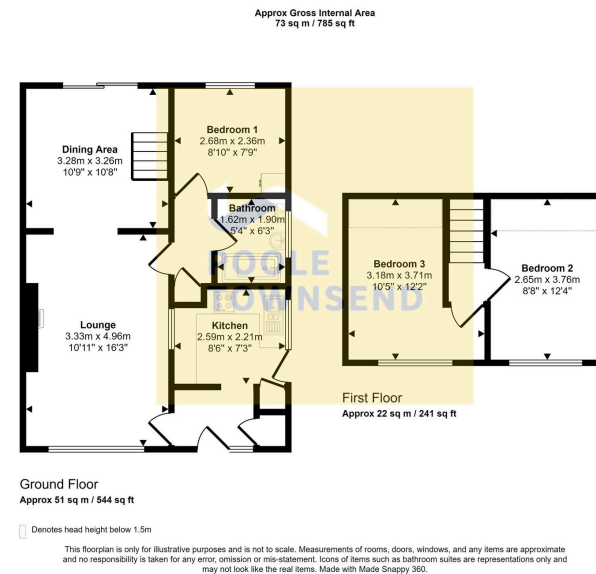 Approx Gross Internal Area
73 sq m / 785 sq ft
Dining Area
3.28m x 3.26m
10'9" x 10'8"
Bedroom 1
2.68m x 2.36m
8'10" x 7'9"
Bathroom
1.62m x 1.90m
5'4" x 6'3"
POOLE
TOWNSEND
Lounge
3.33m x 4.96m
10'11" x 16'3"
Kitchen
2.59m x 2.21m
8'6" x 7'3"
Bedroom 3
3.18m x 3.71m
10'5" x 12'2"
Bedroom 2
2.65m x 3.76m
8'8" x 12'4"
First Floor
Approx 22 sq m / 241 sq ft
Ground Floor
Approx 51 sq m / 544 sq ft
Denotes head height below 1.5m
This floorplan is only for illustrative purposes and is not to scale. Measurements of rooms, doors, windows, and any items are approximate
and no responsibility is taken for any error, omission or mis-statement. Icons of items such as bathroom suites are representations only and
may not look like the real items. Made with Made Snappy 360.